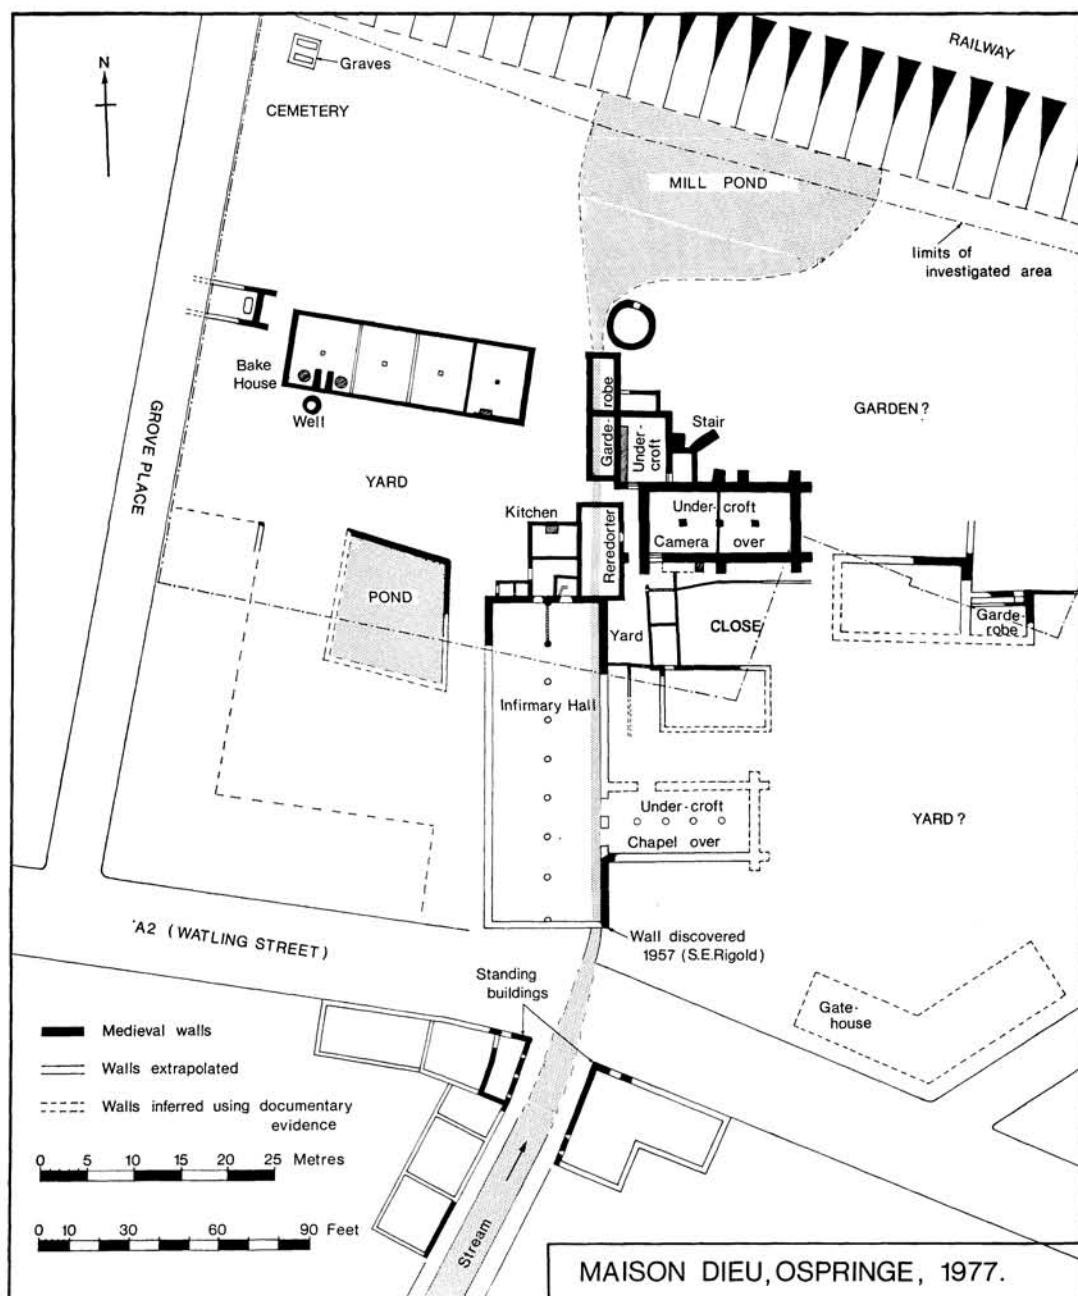 RAILWAY
N
Graves
CEMETERY
MILL POND
limits of
investigated area
Bake
House
Well
GROVE PLACE
Garde-robe
Under-
croft
Stair
GARDEN?
YARD
Kitchen
Reredorter
Under-croft
Camera over
POND
Yard
CLOSE
Garde-
robe
Infirmary Hall
Under-croft
Chapel over
YARD?
A2 (WATLING STREET)
Wall discovered
1957 (S.E.Rigold)
Standing
buildings
Gate-
house
Medieval walls
Walls extrapolated
Walls inferred using documentary
evidence
0 5 10 15 20 25 Metres
0 10 30 60 90 Feet
Stream
MAISON DIEU, OSPRINGE, 1977.